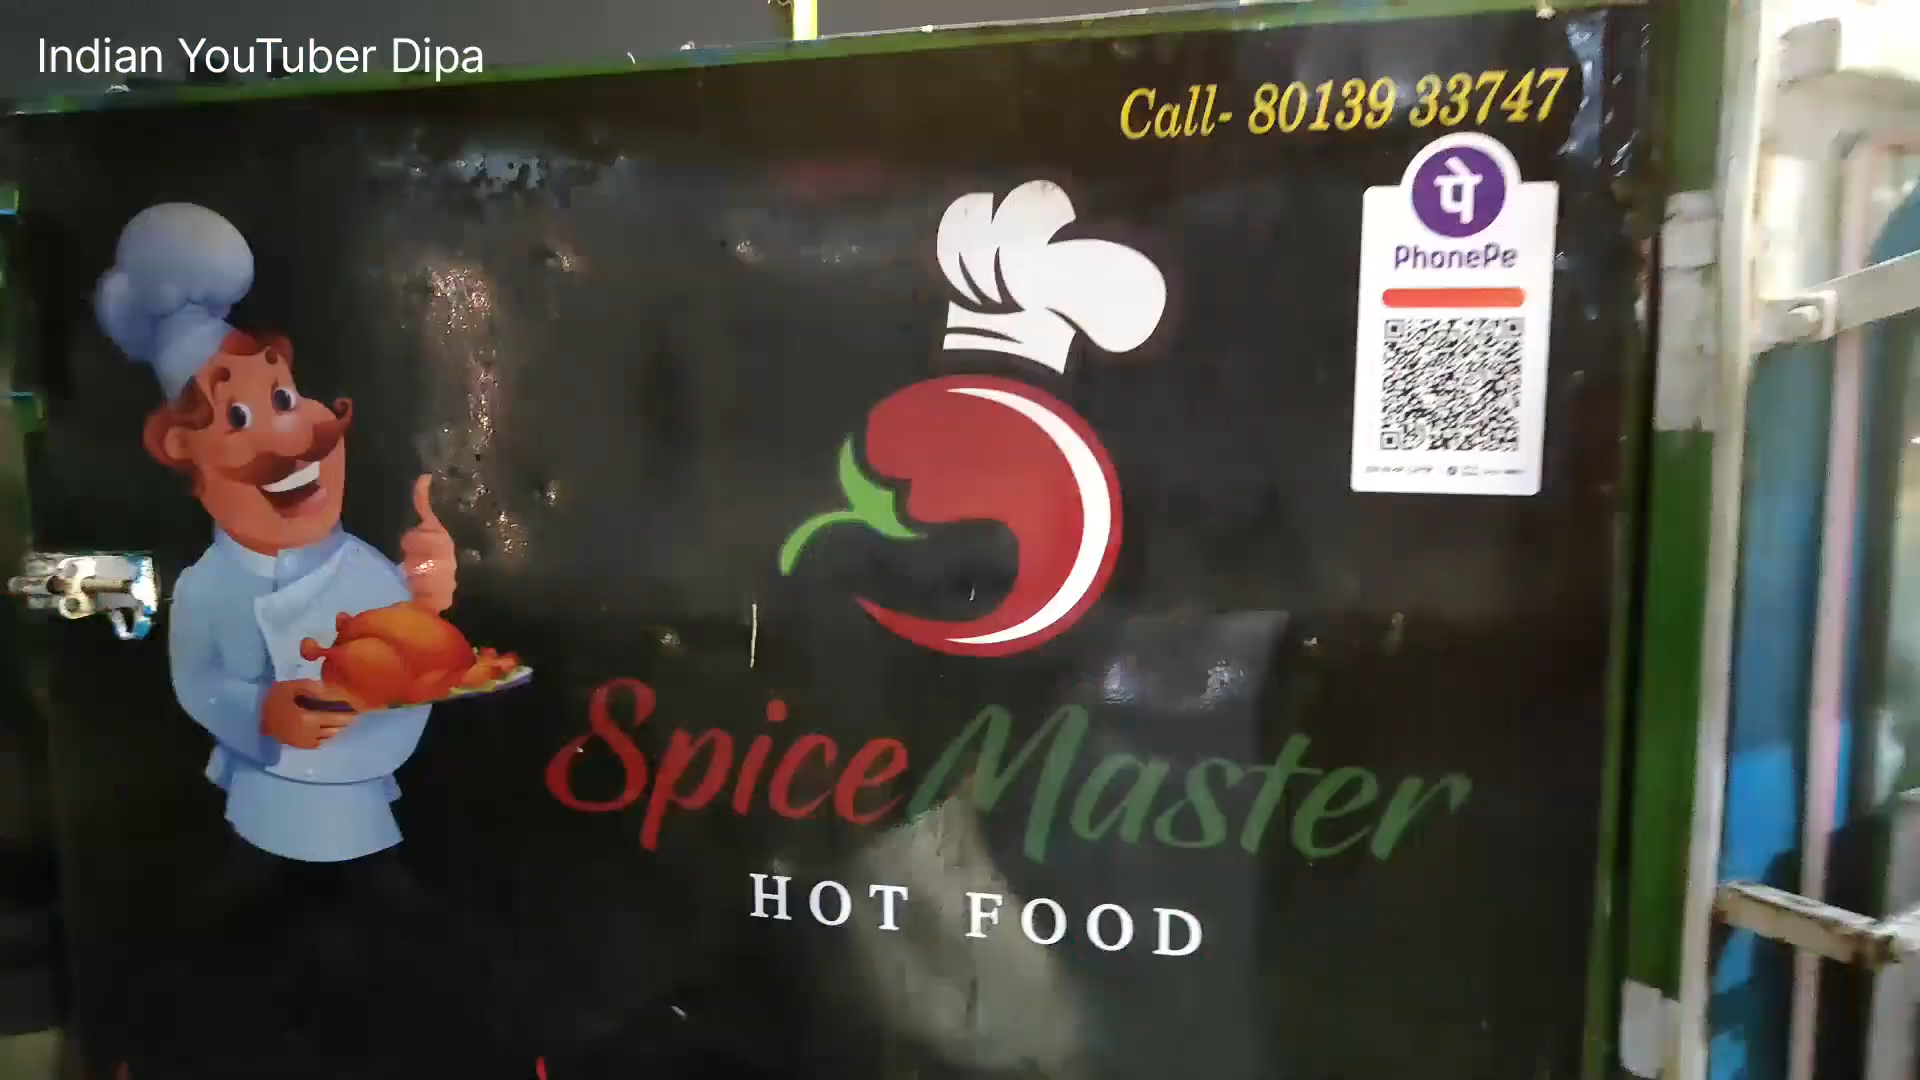 Indian YouTuber Dipa
Call- 80139 33747
पे
PhonePe
SpiceMaster
HOT FOOD